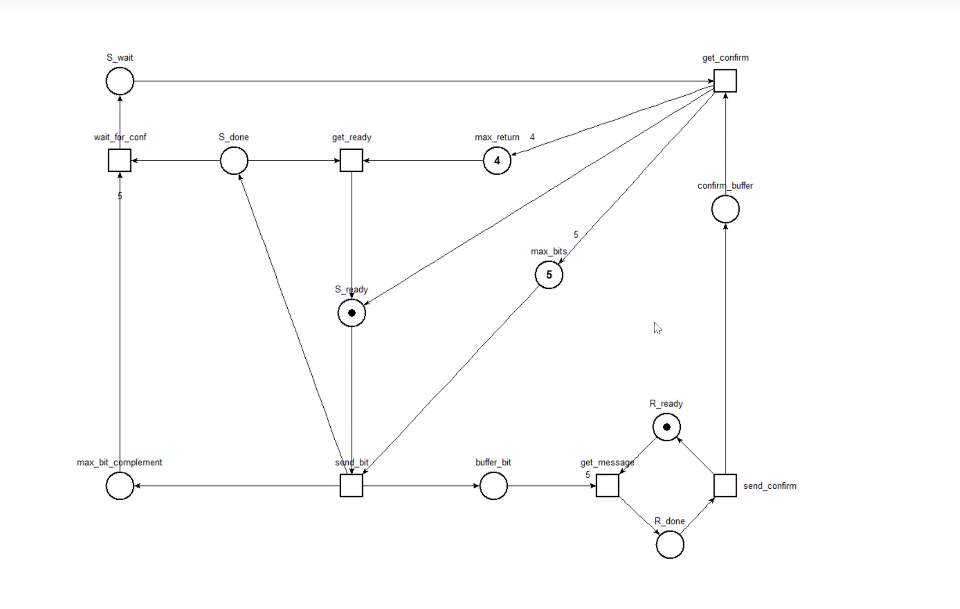 S_wait
get_confirm
wait_for_conf
S_done
get_ready
max_return
4
4
5
confirm_buffer
5
max_bits
5
S_ready
R_ready
max_bit_complement
send_bit
buffer_bit
get_message
5
send_confirm
R_done